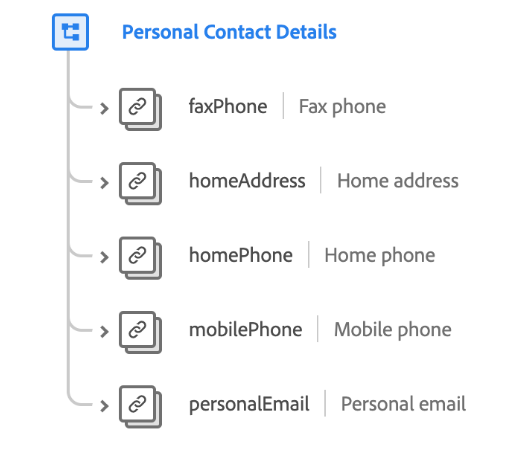 Personal Contact Details
faxPhone | Fax phone
homeAddress | Home address
homePhone | Home phone
mobilePhone | Mobile phone
personalEmail | Personal email